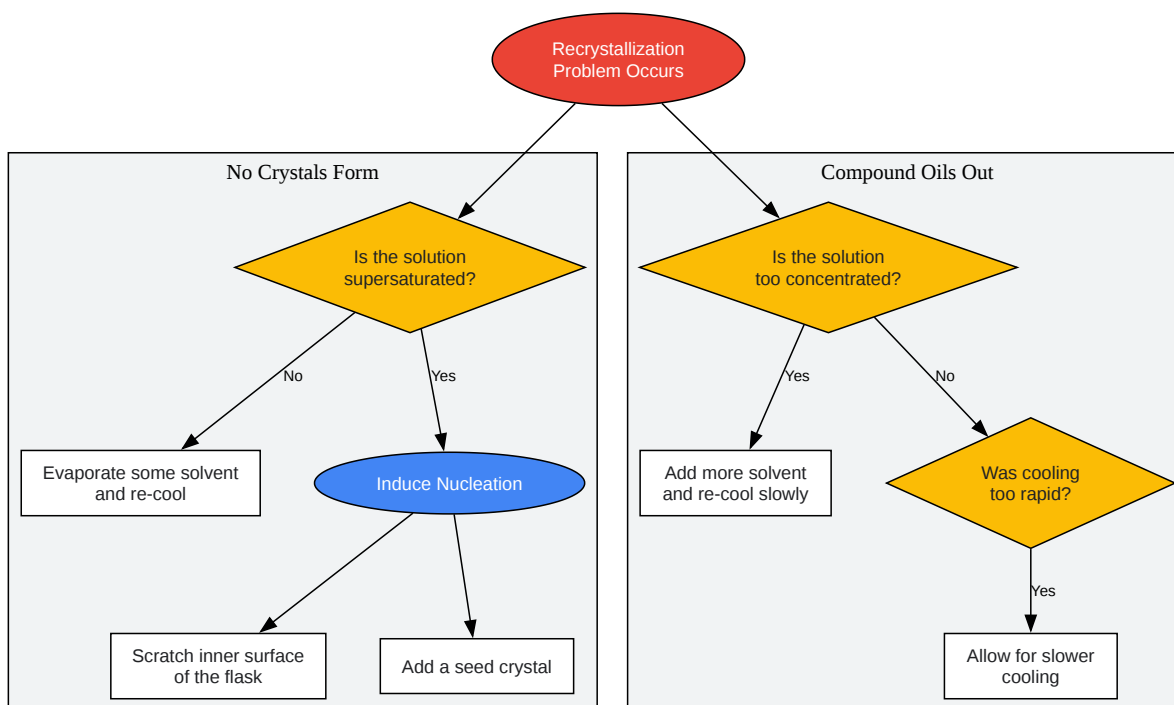 Recrystallization
Problem Occurs
No Crystals Form
Compound Oils Out
Is the solution
supersaturated?
Is the solution
too concentrated?
No
Yes
Yes
No
Evaporate some solvent
and re-cool
Induce Nucleation
Add more solvent
and re-cool slowly
Was cooling
too rapid?
Yes
Scratch inner surface
of the flask
Add a seed crystal
Allow for slower
cooling